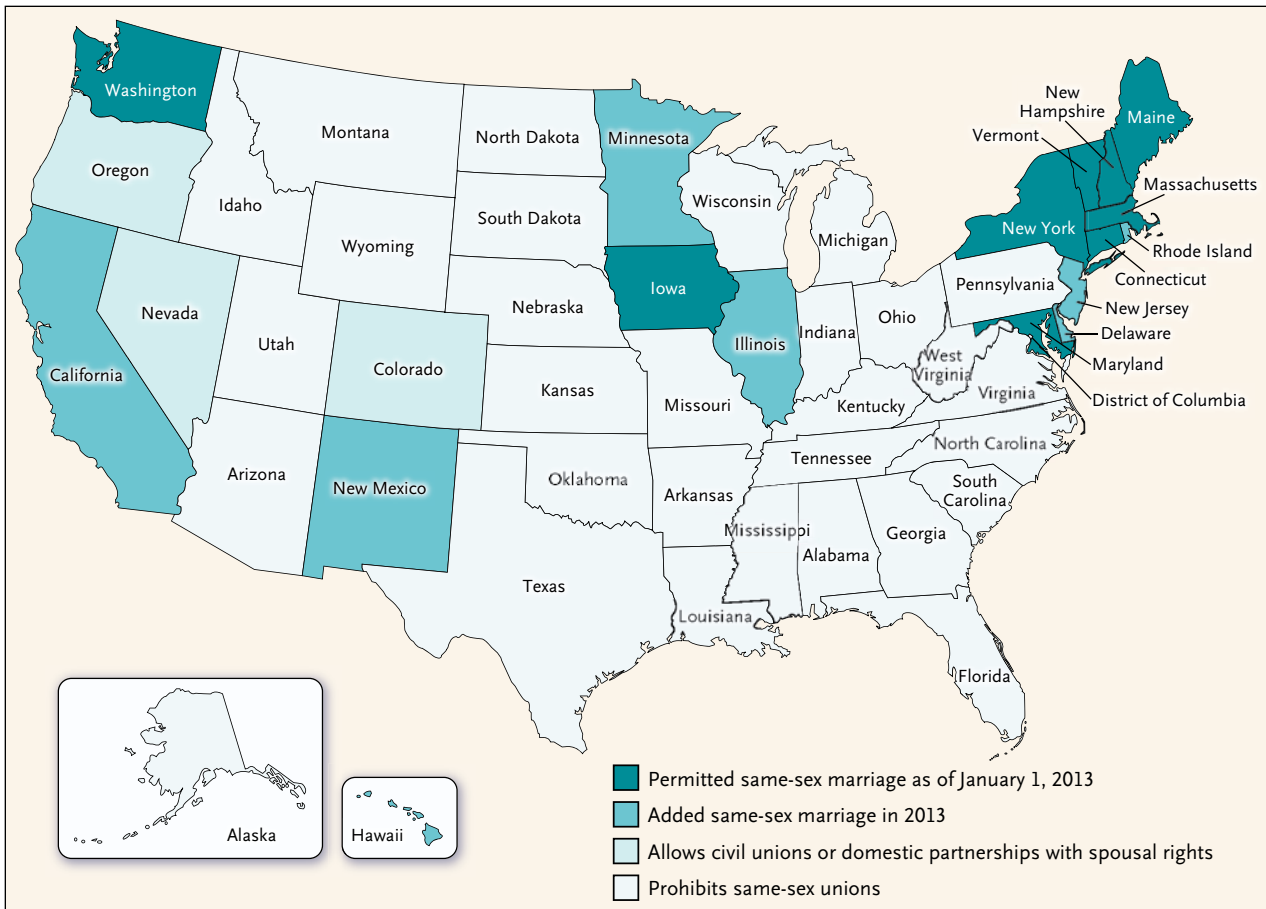 Washington
Montana
North Dakota
Minnesota
New
Hampshire
Vermont
Maine
Oregon
Idaho
Wyoming
South Dakota
Wisconsin
Michigan
New York
Massachusetts
Rhode Island
Connecticut
Nevada
Utah
Colorado
Nebraska
Iowa
Illinois
Indiana
Ohio
Pennsylvania
New Jersey
Delaware
Maryland
District of Columbia
California
Kansas
Missouri
Kentucky
West
Virginia
Virginia
Arizona
New Mexico
Oklahoma
Arkansas
Tennessee
North Carolina
South
Carolina
Texas
Louisiana
Mississippi
Alabama
Georgia
Florida
Alaska
Hawaii
Permitted same-sex marriage as of January 1, 2013
Added same-sex marriage in 2013
Allows civil unions or domestic partnerships with spousal rights
Prohibits same-sex unions